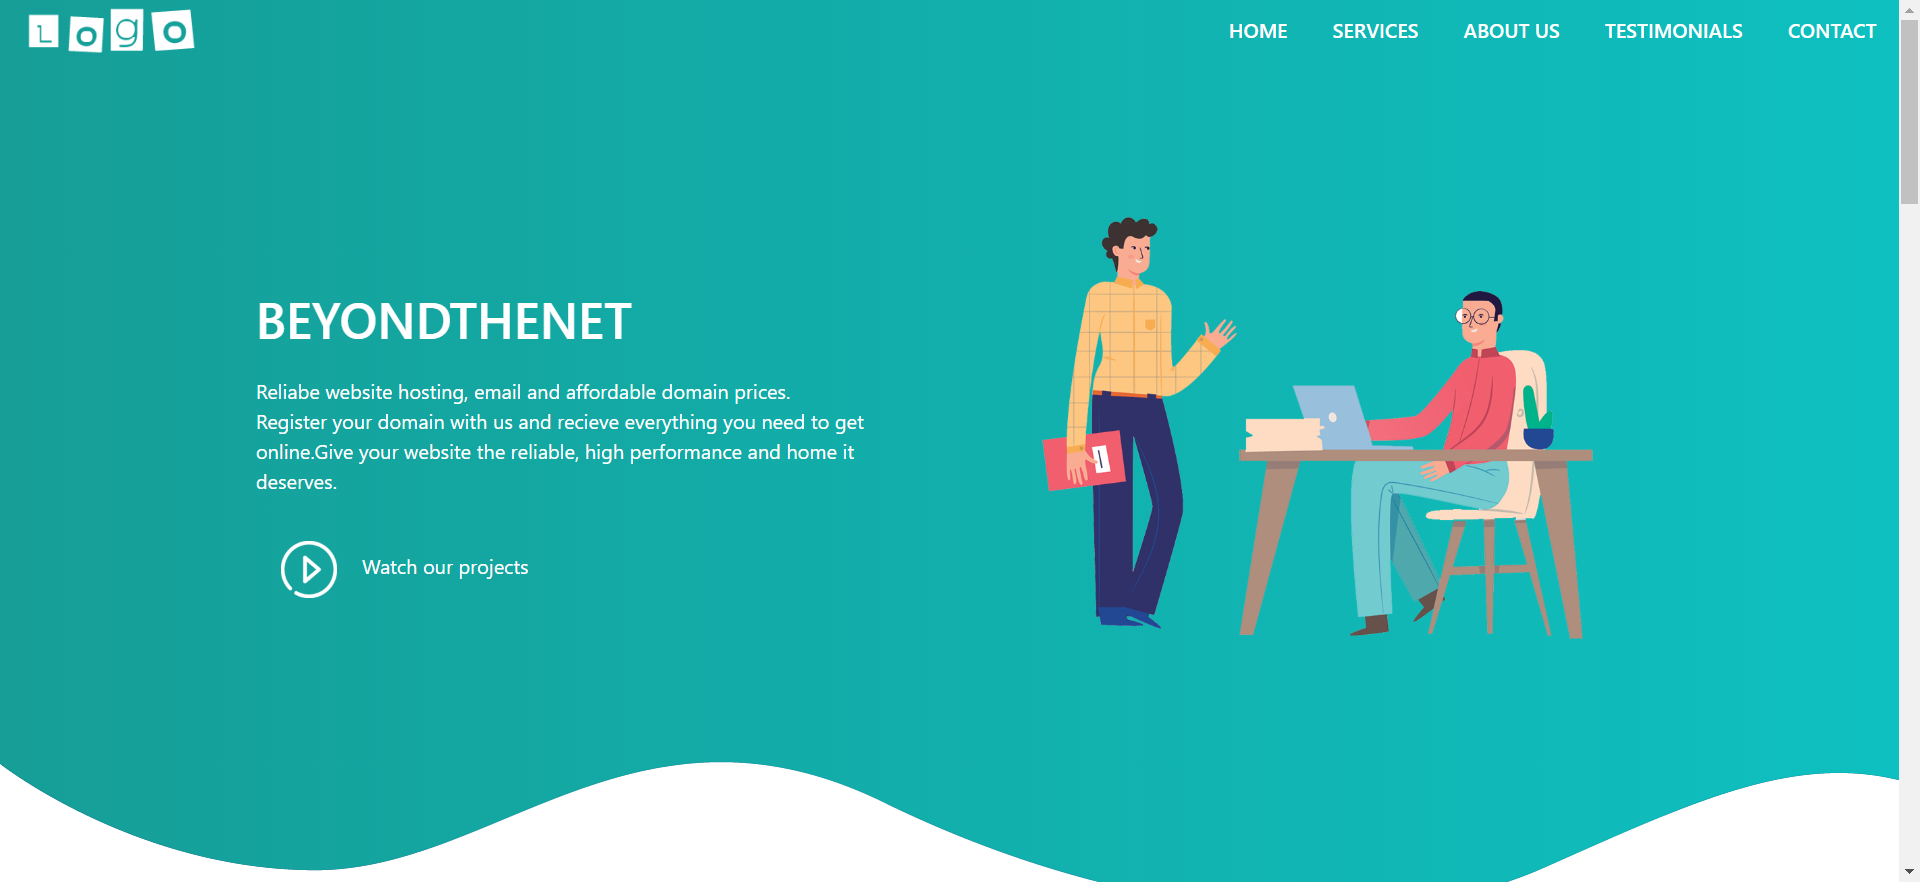 Logo
HOME SERVICES ABOUT US TESTIMONIALS CONTACT
BEYONDTHENET
Reliabe website hosting, email and affordable domain prices.
Register your domain with us and recieve everything you need to get
online.Give your website the reliable, high performance and home it
deserves.
Watch our projects